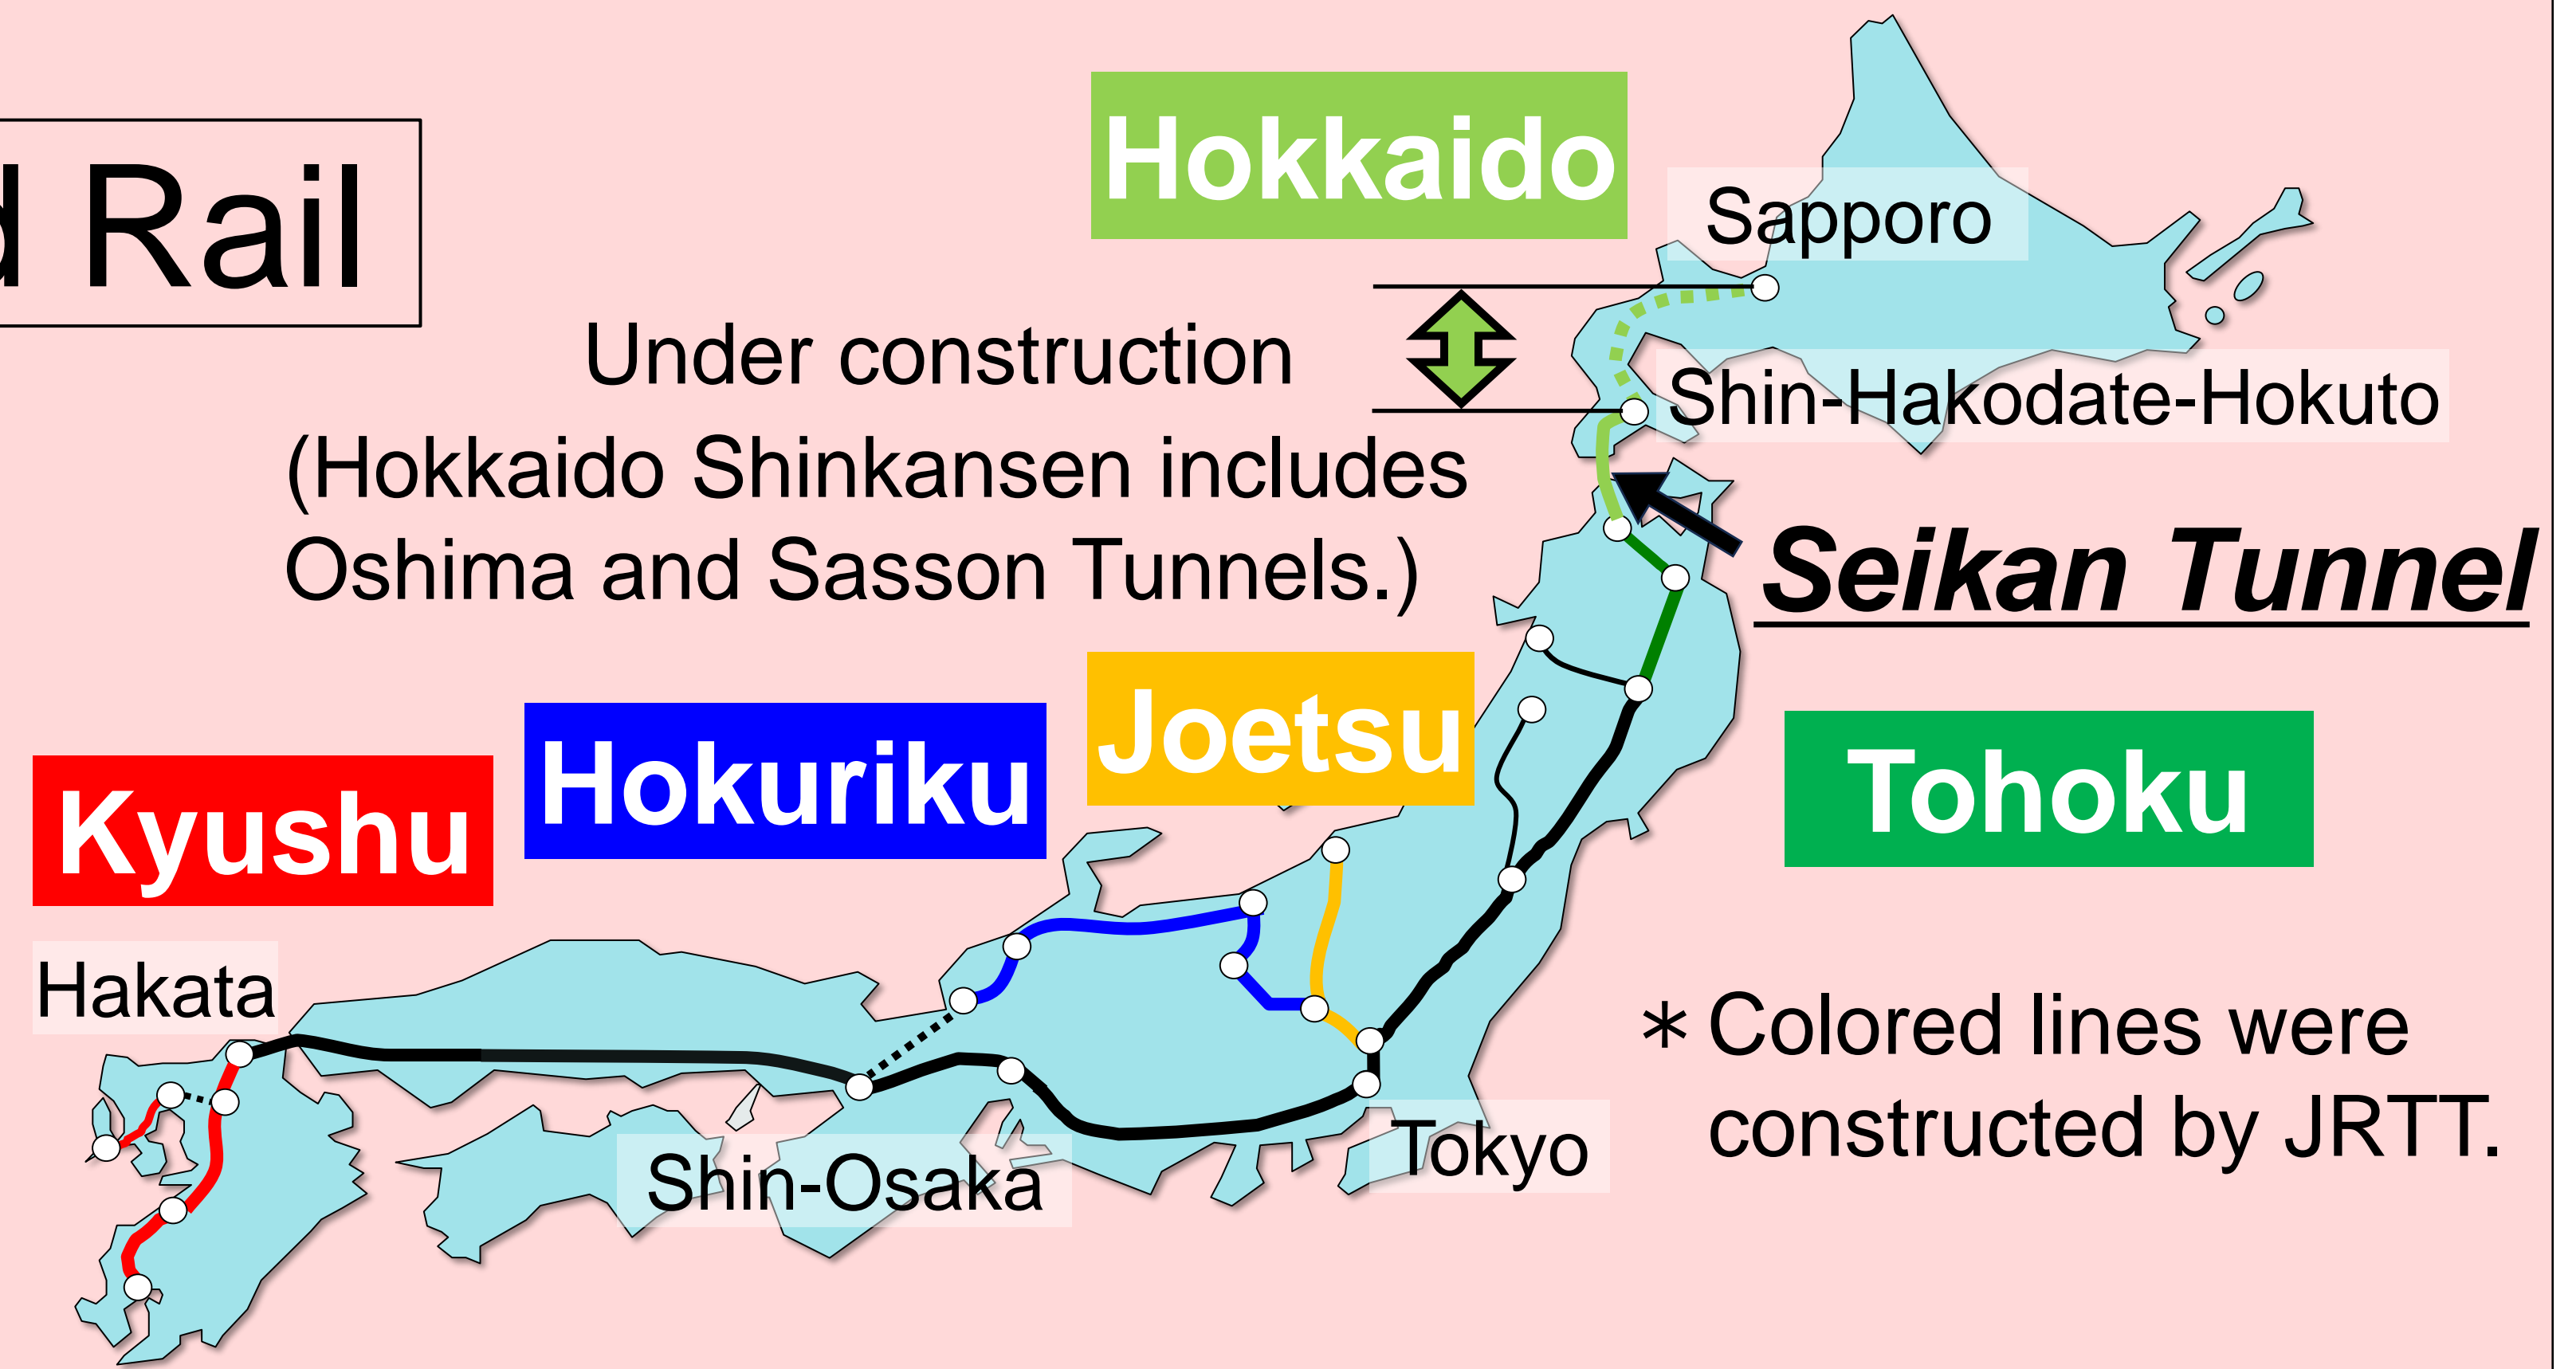 Rail
Hokkaido
Sapporo
Under construction
Shin-Hakodate-Hokuto
(Hokkaido Shinkansen includes
Oshima and Sasson Tunnels.)
Seikan Tunnel
Joetsu
Hokuriku
Tohoku
Kyushu
Hakata
Shin-Osaka
Tokyo
＊Colored lines were
constructed by JRTT.